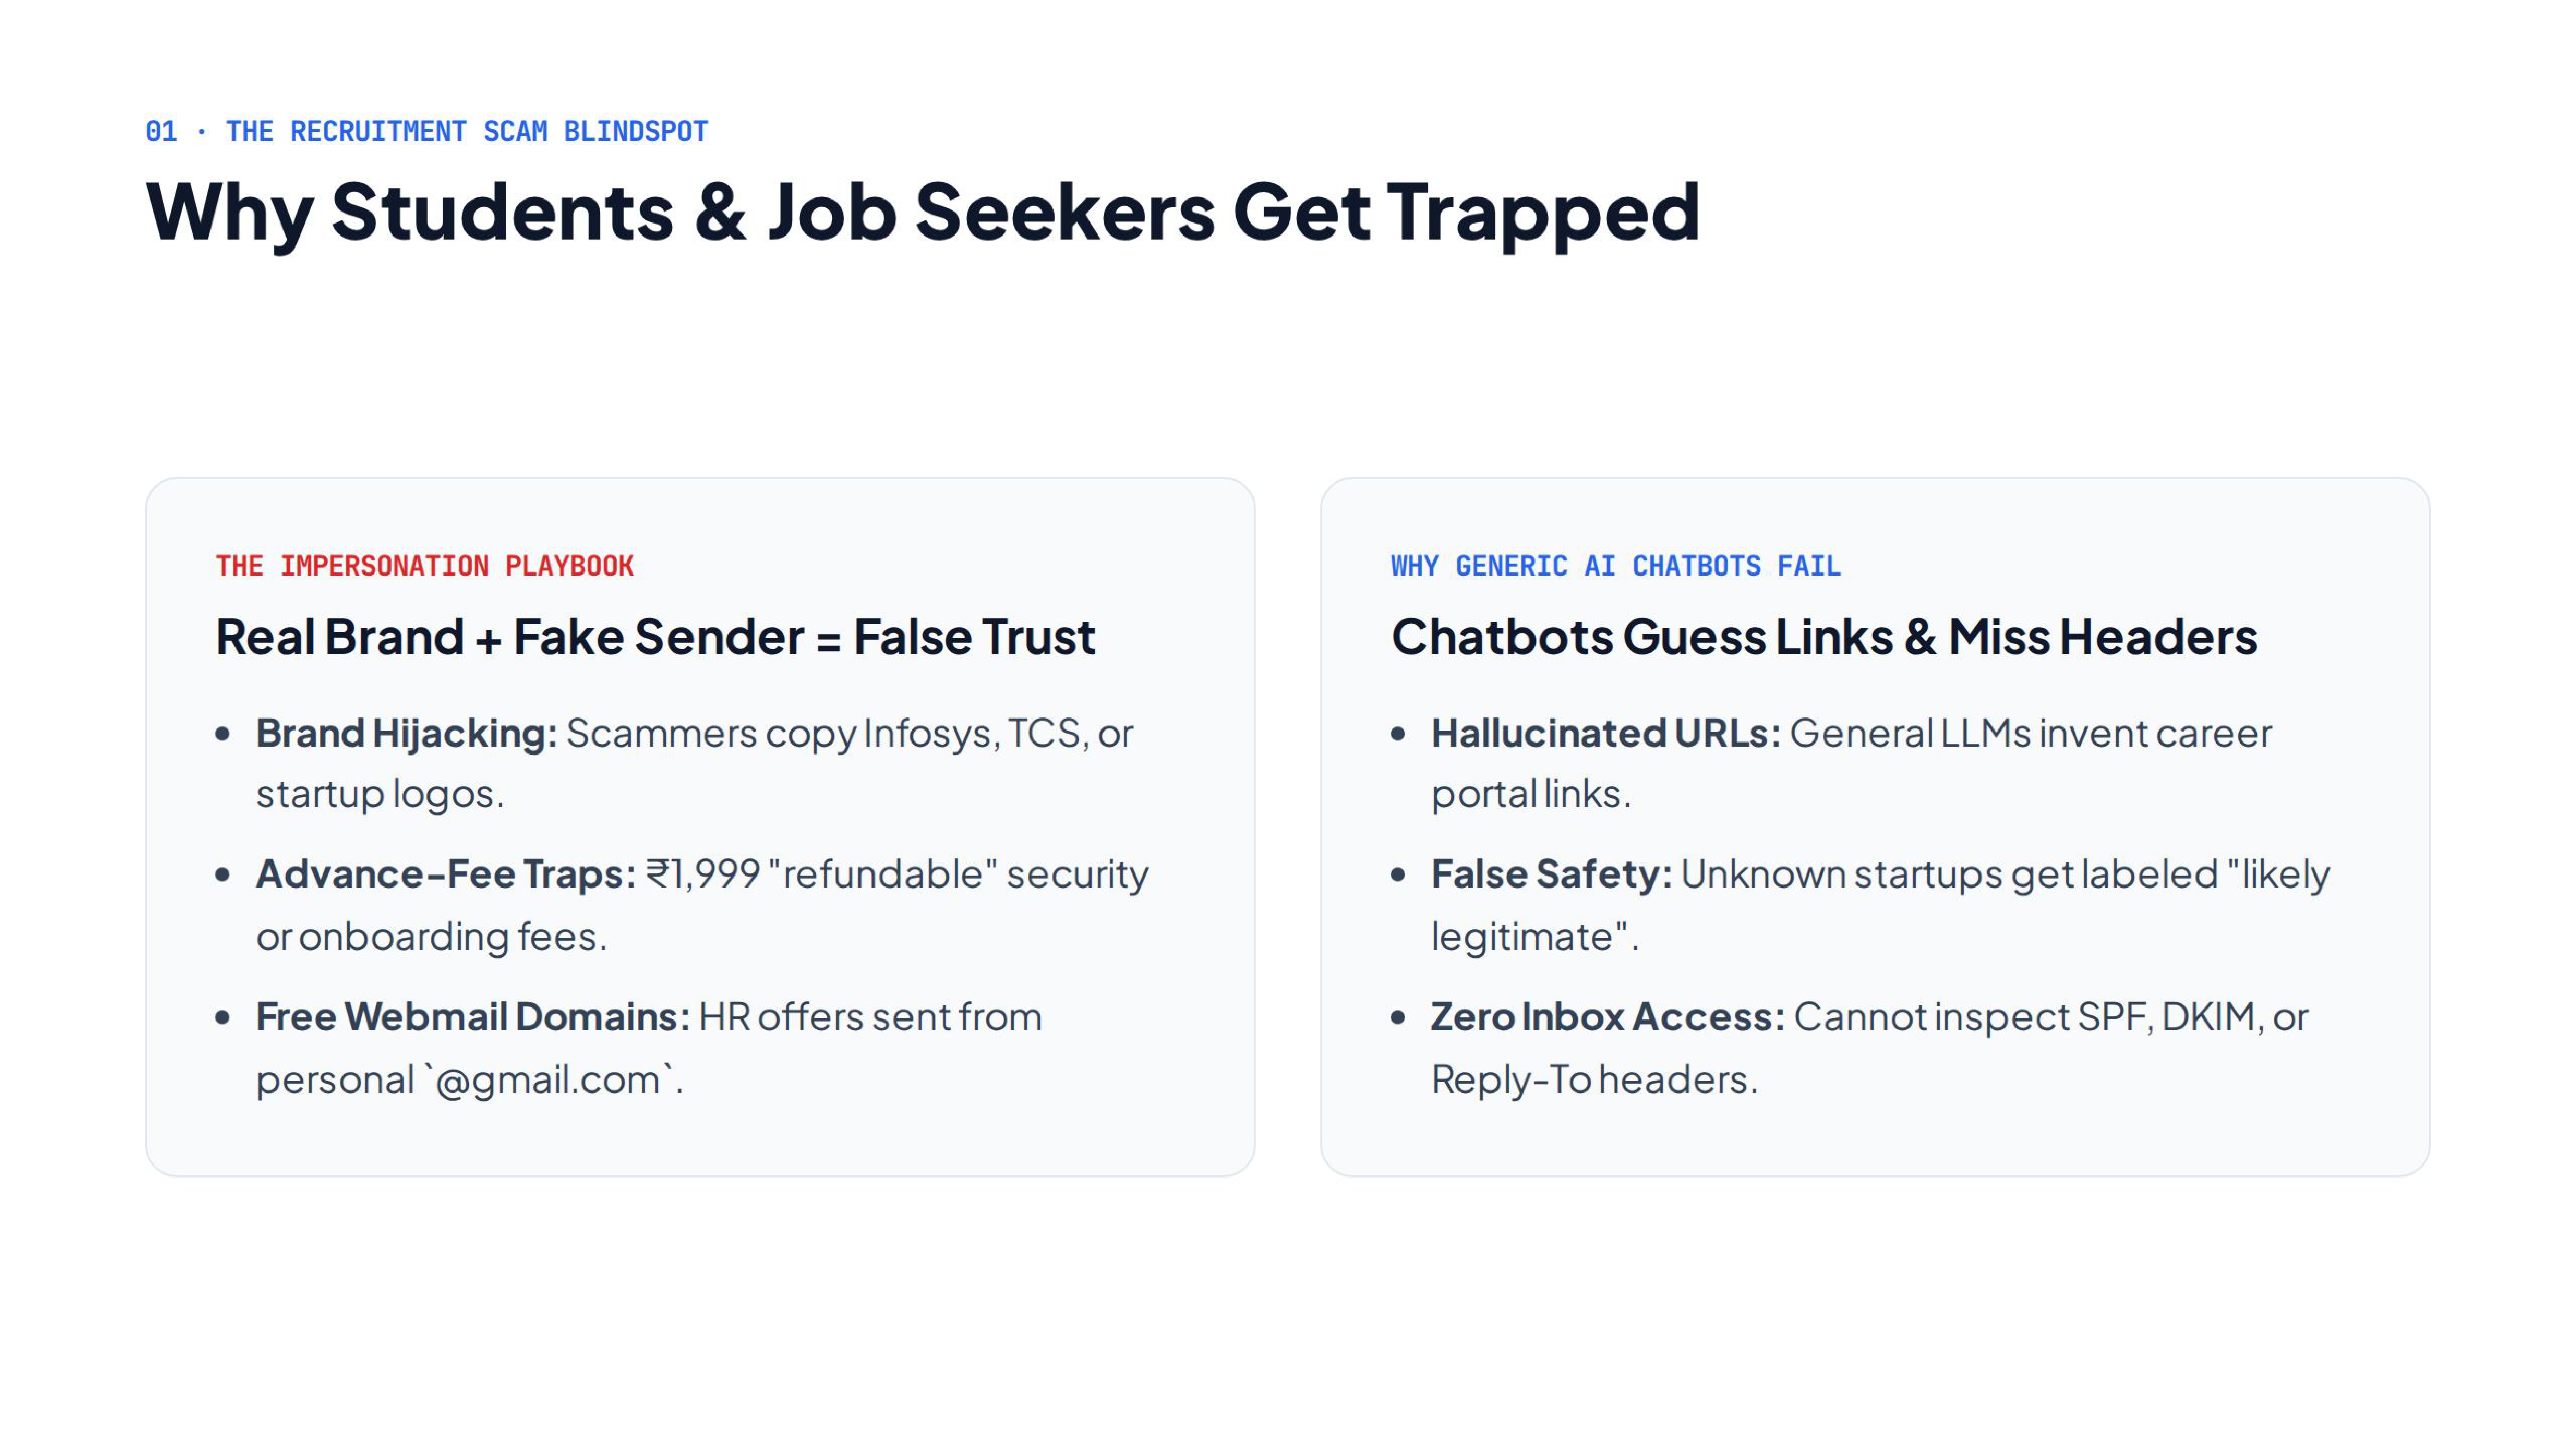 01 · THE RECRUITMENT SCAM BLINDSPOT
Why Students & Job Seekers Get Trapped
THE IMPERSONATION PLAYBOOK
Real Brand + Fake Sender = False Trust
• Brand Hijacking: Scammers copy Infosys, TCS, or
startup logos.
• Advance-Fee Traps: ₹1,999 "refundable" security
or onboarding fees.
• Free Webmail Domains: HR offers sent from
personal `@gmail.com`.
WHY GENERIC AI CHATBOTS FAIL
Chatbots Guess Links & Miss Headers
• Hallucinated URLs: General LLMs invent career
portal links.
• False Safety: Unknown startups get labeled "likely
legitimate".
• Zero Inbox Access: Cannot inspect SPF, DKIM, or
Reply-To headers.